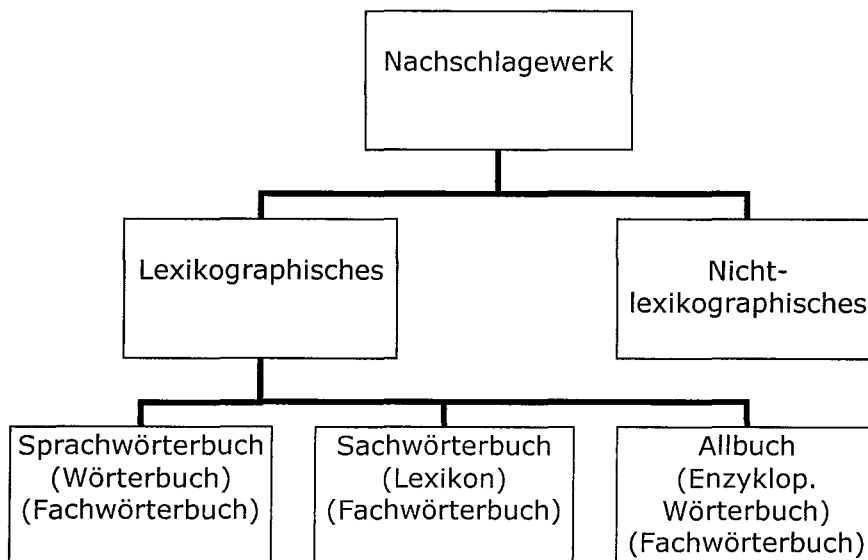 Nachschlagewerk
Lexikographisches
Nicht-
lexikographisches
Sprachwörterbuch
(Wörterbuch)
(Fachwörterbuch)
Sachwörterbuch
(Lexikon)
(Fachwörterbuch)
Allbuch
(Enzyklop.
Wörterbuch)
(Fachwörterbuch)